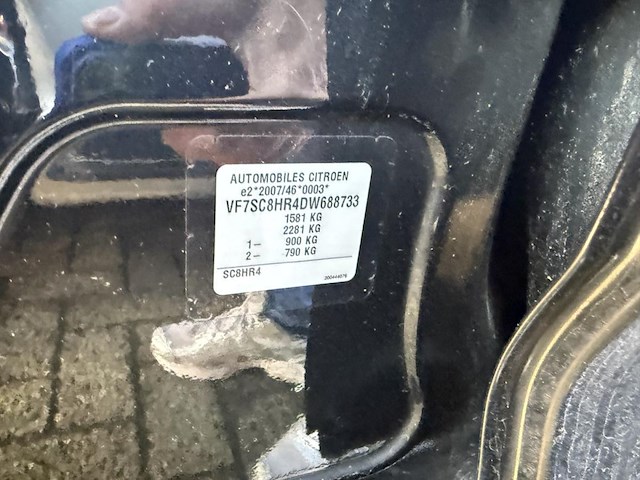 AUTOMOBILES CITROEN
e2*2007/46*0003*
VF7SC8HR4DW688733
1581 KG
2281 KG
1- 900 KG
2- 790 KG
SC8HR4